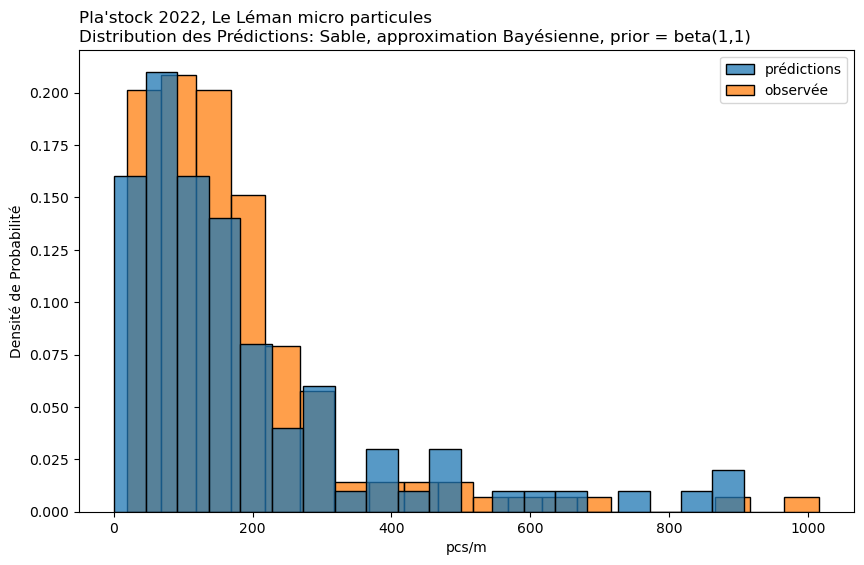 Pla'stock 2022, Le Léman micro particules
Distribution des Prédictions: Sable, approximation Bayésienne, prior = beta(1,1)
prédictions
observée
Densité de Probabilité
0.200
0.175
0.150
0.125
0.100
0.075
0.050
0.025
0.000
0
200
400
600
800
1000
pcs/m